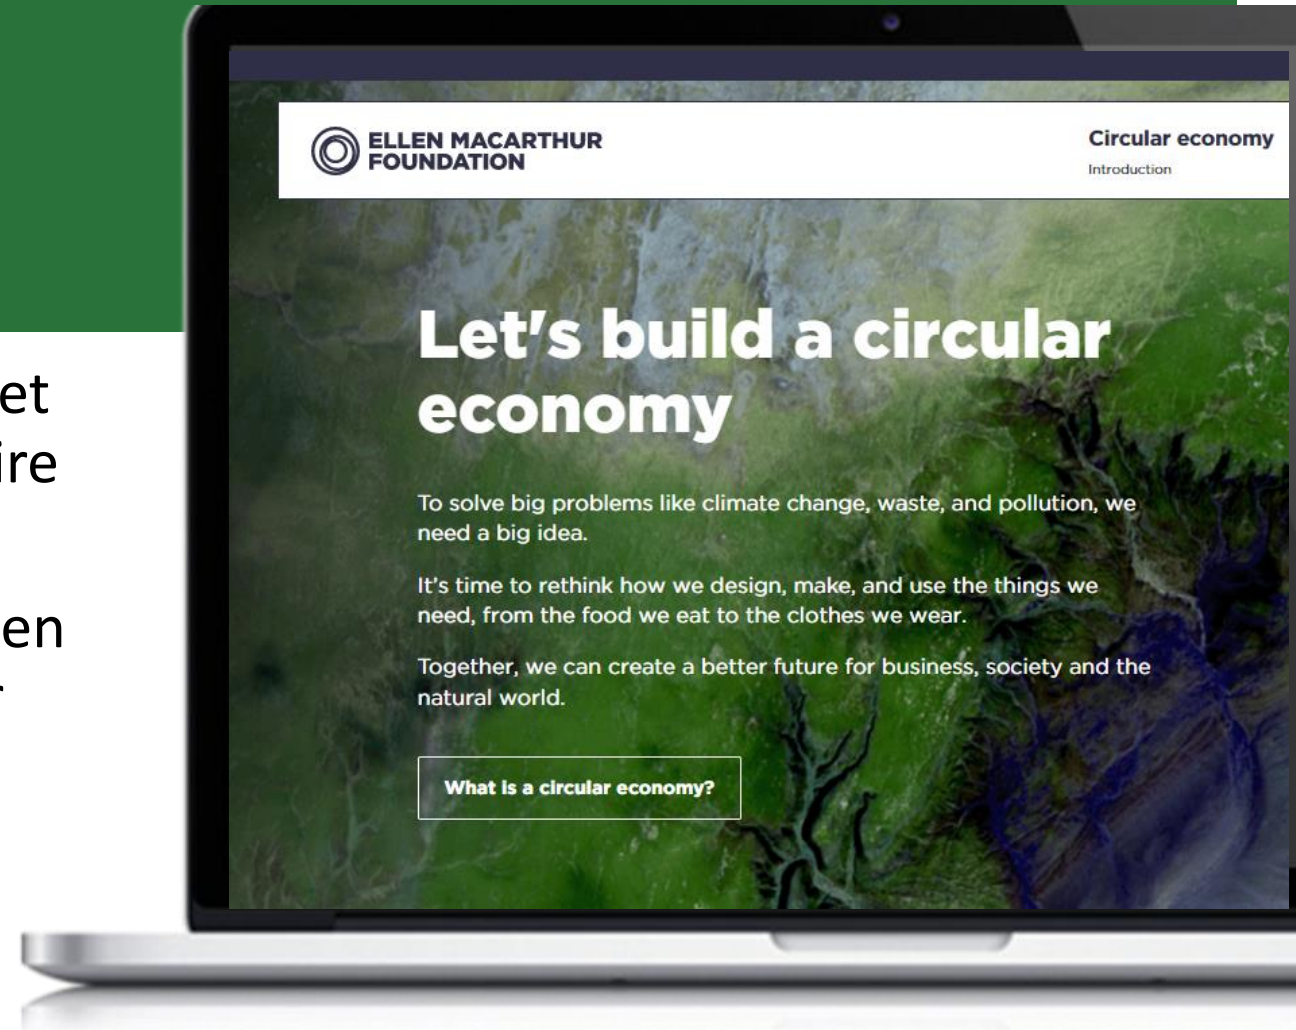 et
ire
en
ELLEN MACARTHUR
FOUNDATION
Circular economy
Introduction
Let's build a circular
economy
To solve big problems like climate change, waste, and pollution, we
need a big idea.
It's time to rethink how we design, make, and use the things we
need, from the food we eat to the clothes we wear.
Together, we can create a better future for business, society and the
natural world.
What is a circular economy?